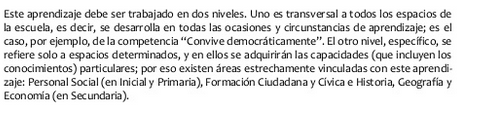 Este aprendizaje debe ser trabajado en dos niveles. Uno es transversal a todos los espacios de
la escuela, es decir, se desarrolla en todas las ocasiones y circunstancias de aprendizaje; es el
caso, por ejemplo, de la competencia “Convive democráticamente”. El otro nivel, específico, se
refiere solo a espacios determinados, y en ellos se adquirirán las capacidades (que incluyen los
conocimientos) particulares; por eso existen áreas estrechamente vinculadas con este aprendi-
zaje: Personal Social (en Inicial y Primaria), Formación Ciudadana y Cívica e Historia, Geografía y
Economía (en Secundaria).